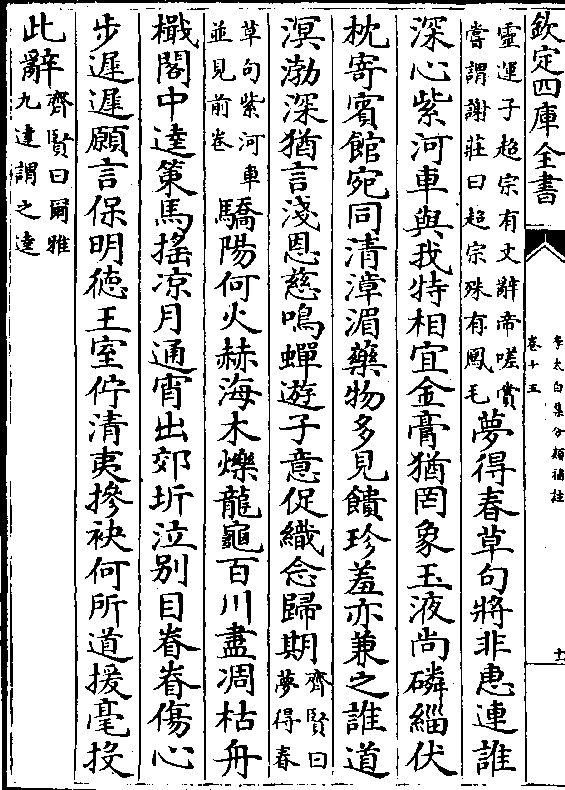 欽定四庫全書
李太白集分類補註
卷十五
十一
靈運子超宗有文辭帝嗟賞
嘗謂謝莊曰超宗殊有鳳毛
夢得春草句將非惠連誰
深心紫河車與我特相宜金膏猶罔象玉液尚磷緇伏
枕寄賓館宛同清漳湄藥物多見饋珍羞亦兼之誰道
溟渤深猶言淺恩慈鳴蟬遊子意促織念歸期
齊賢曰
夢得春
草句紫河車
並見前卷
驕陽何火赫海木爍龍龜百川盡凋枯舟
檝閣中逵策馬搖凉月通宵出郊圻泣别目眷眷傷心
步遲遲願言保明徳王室佇清夷摻袂何所道援毫投
此辭
齊賢曰爾雅
九達謂之逵